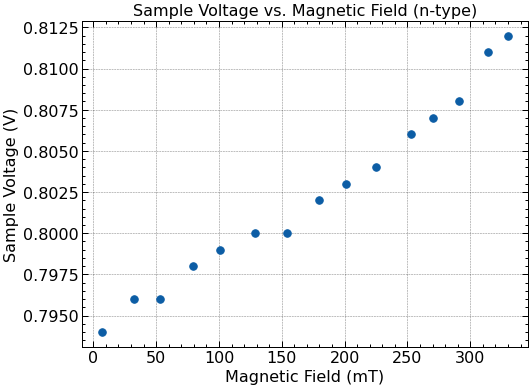 Sample Voltage vs. Magnetic Field (n-type)
0.8125
0.8100
0.8075
0.8050
0.8025
0.8000
0.7975
0.7950
Sample Voltage (V)
0 50 100 150 200 250 300
Magnetic Field (mT)